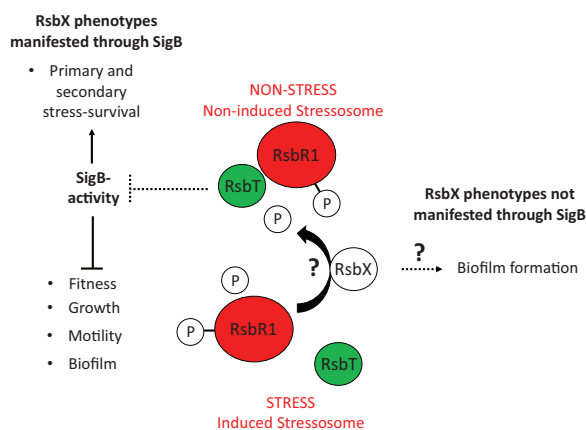 RsbX phenotypes
manifested through SigB
• Primary and
secondary
stress-survival
SigB-
activity
• Fitness
• Growth
• Motility
• Biofilm
NON-STRESS
Non-induced Stressosome
RsbR1
RsbT
P
P
?
RsbX
P
P
RsbR1
RsbT
STRESS
Induced Stressosome
RsbX phenotypes not
manifested through SigB
?
Biofilm formation